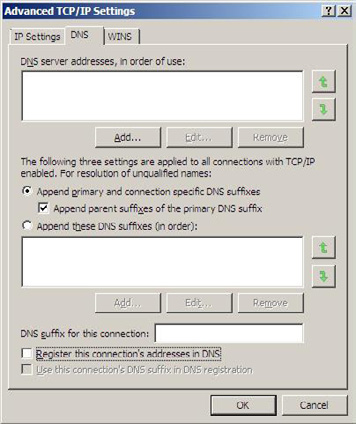 Advanced TCP/IP Settings
IP Settings DNS WINS
DNS server addresses, in order of use:
Add... Edit... Remove
The following three settings are applied to all connections with TCP/IP
enabled. For resolution of unqualified names:
Append primary and connection specific DNS suffixes
Append parent suffixes of the primary DNS suffix
Append these DNS suffixes (in order):
Add... Edit... Remove
DNS suffix for this connection:
Register this connection's addresses in DNS
Use this connection's DNS suffix in DNS registration
OK Cancel